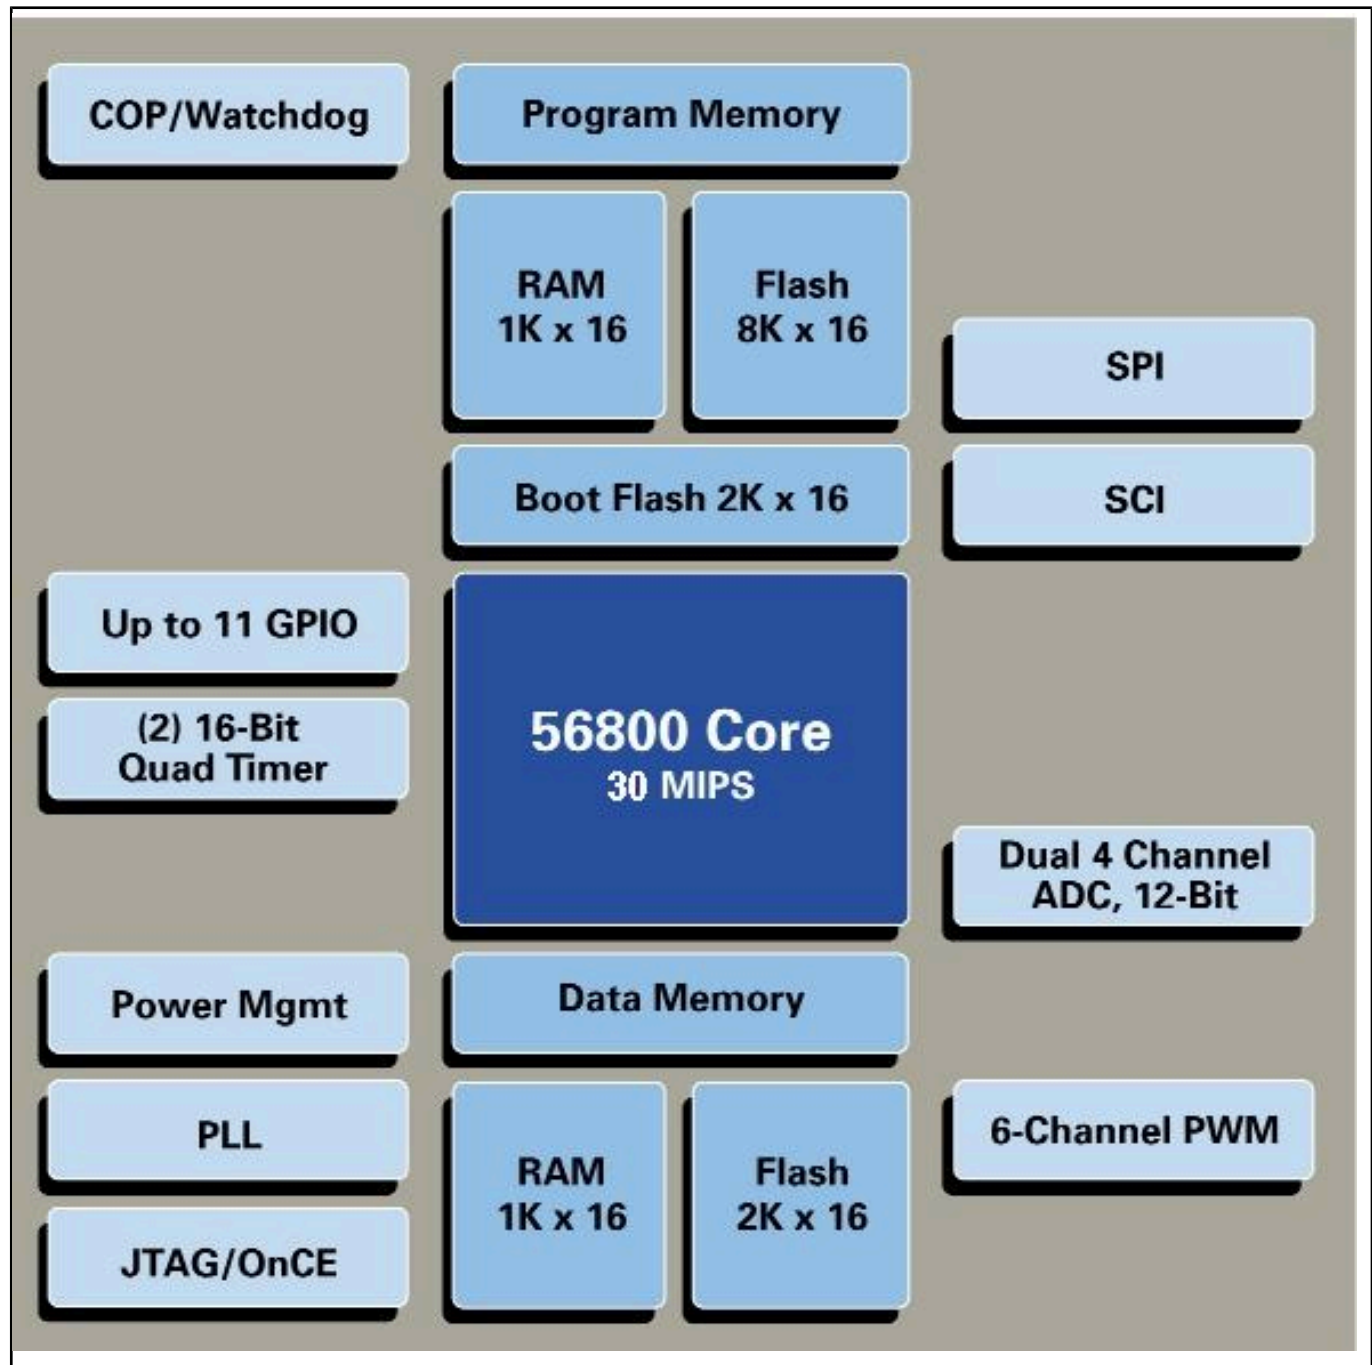 COP/Watchdog
Program Memory
RAM
1K x 16
Flash
8K x 16
SPI
Boot Flash 2K x 16
SCI
Up to 11 GPIO
(2) 16-Bit
Quad Timer
56800 Core
30 MIPS
Dual 4 Channel
ADC, 12-Bit
Power Mgmt
Data Memory
PLL
RAM
1K x 16
Flash
2K x 16
6-Channel PWM
JTAG/OnCE